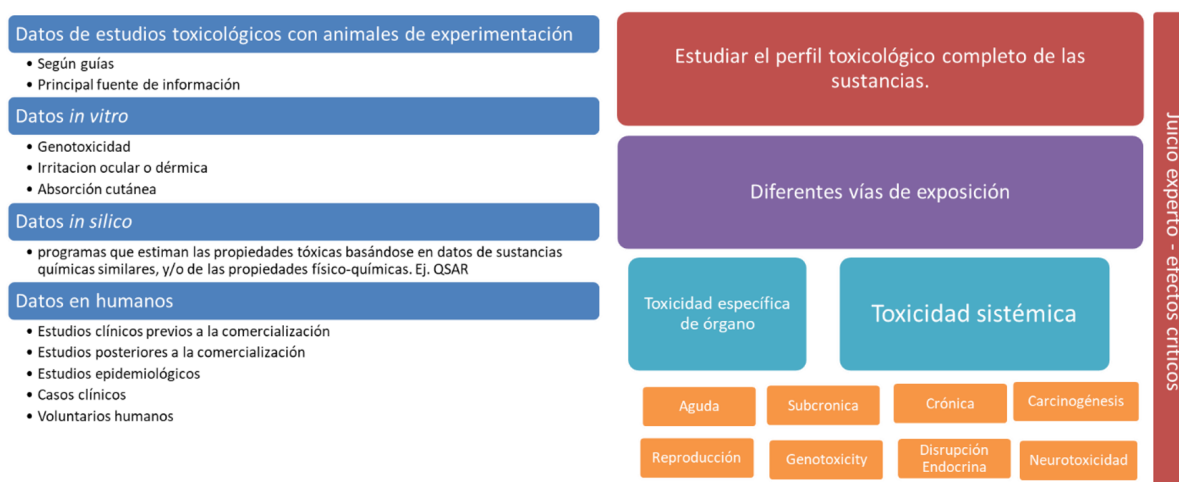 Datos de estudios toxicológicos con animales de experimentación
• Según guías
• Principal fuente de información
Datos in vitro
• Genotoxicidad
• Irritacion ocular o dérmica
• Absorción cutánea
Datos in silico
• programas que estiman las propiedades tóxicas basándose en datos de sustancias
químicas similares, y/o de las propiedades físico-químicas. Ej. QSAR
Datos en humanos
• Estudios clínicos previos a la comercialización
• Estudios posteriores a la comercialización
• Estudios epidemiológicos
• Casos clínicos
• Voluntarios humanos
Estudiar el perfil toxicológico completo de las
sustancias.
Diferentes vías de exposición
Toxicidad específica
de órgano
Toxicidad sistémica
Aguda
Subcronica
Crónica
Carcinogénesis
Reproducción
Genotoxicity
Disrupción
Endocrina
Neurotoxicidad
Juicio experto - efectos críticos